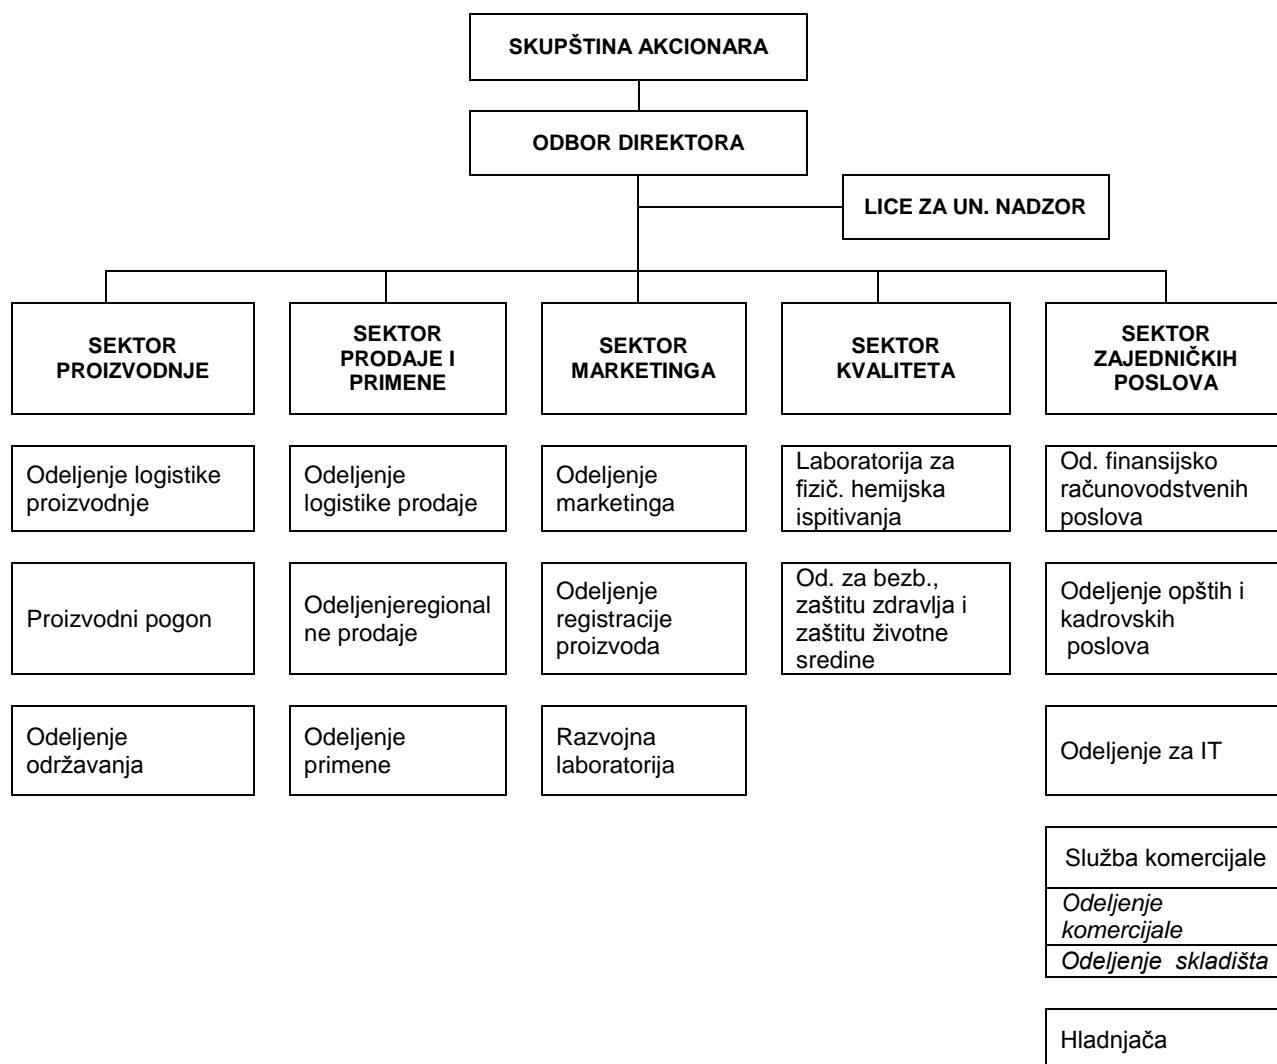 SKUPŠTINA AKCIONARA
ODBOR DIREKTORA
LICE ZA UN. NADZOR
SEKTOR
PROIZVODNJE
SEKTOR
PRODAJE I
PRIMENE
SEKTOR
MARKETINGA
SEKTOR
KVALITETA
SEKTOR
ZAJEDNIČKIH
POSLOVA
Odeljenje logistike
proizvodnje
Odeljenje
logistike prodaje
Odeljenje
marketinga
Laboratorija za
fizič. hemijska
ispitivanja
Od. finansijsko
računovodstvenih
poslova
Proizvodni pogon
Odeljenjeregional
ne prodaje
Odeljenje
registracije
proizvoda
Od. za bezb.,
zaštitu zdravlja i
zaštitu životne
sredine
Odeljenje opštih i
kadrovskih
poslova
Odeljenje
održavanja
Odeljenje
primene
Razvojna
laboratorija
Odeljenje za IT
Služba komercijale
Odeljenje
komercijale
Odeljenje skladišta
Hladnjača